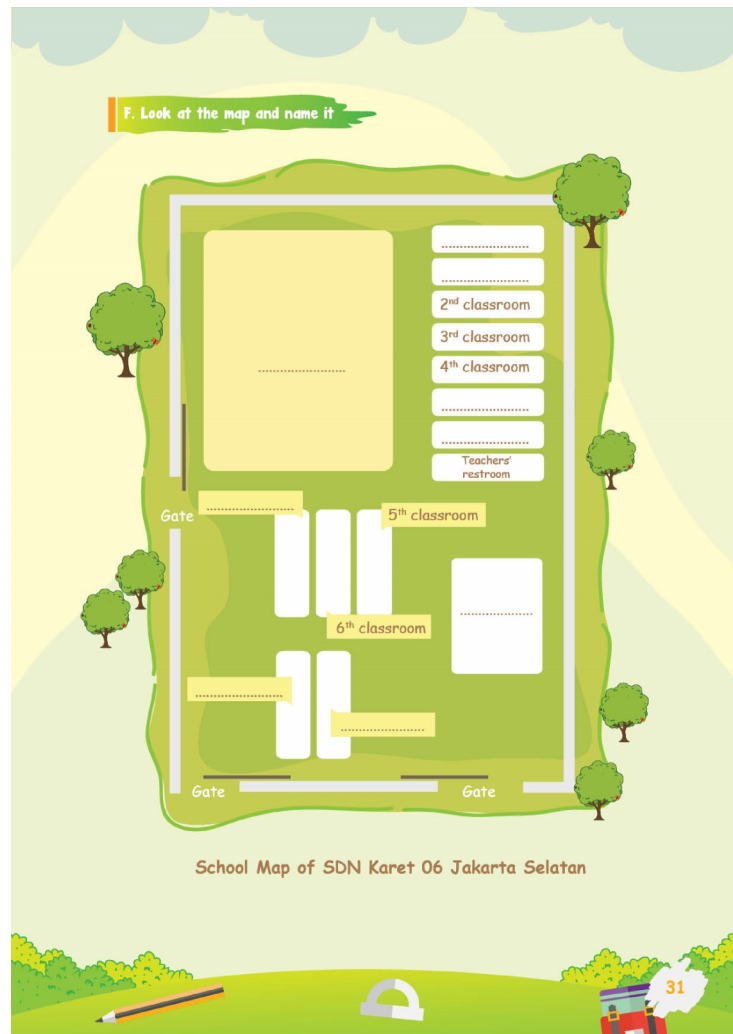 F. Look at the map and name it
........................
........................
2nd classroom
3rd classroom
4th classroom
........................
........................
........................
Teachers'
restroom
........................
Gate
5th classroom
........................
6th classroom
........................
........................
Gate
Gate
School Map of SDN Karet 06 Jakarta Selatan
31